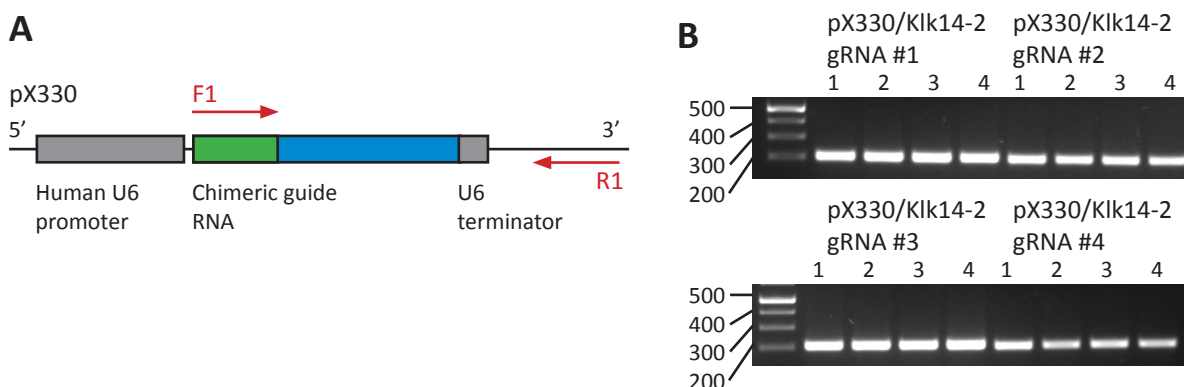 A
pX330
F1
5’
3’
R1
Human U6
promoter
Chimeric guide
RNA
U6
terminator
B
pX330/Klk14-2
gRNA #1
pX330/Klk14-2
gRNA #2
1 2 3 4 1 2 3 4
500
400
300
200
pX330/Klk14-2
gRNA #3
pX330/Klk14-2
gRNA #4
1 2 3 4 1 2 3 4
500
400
300
200